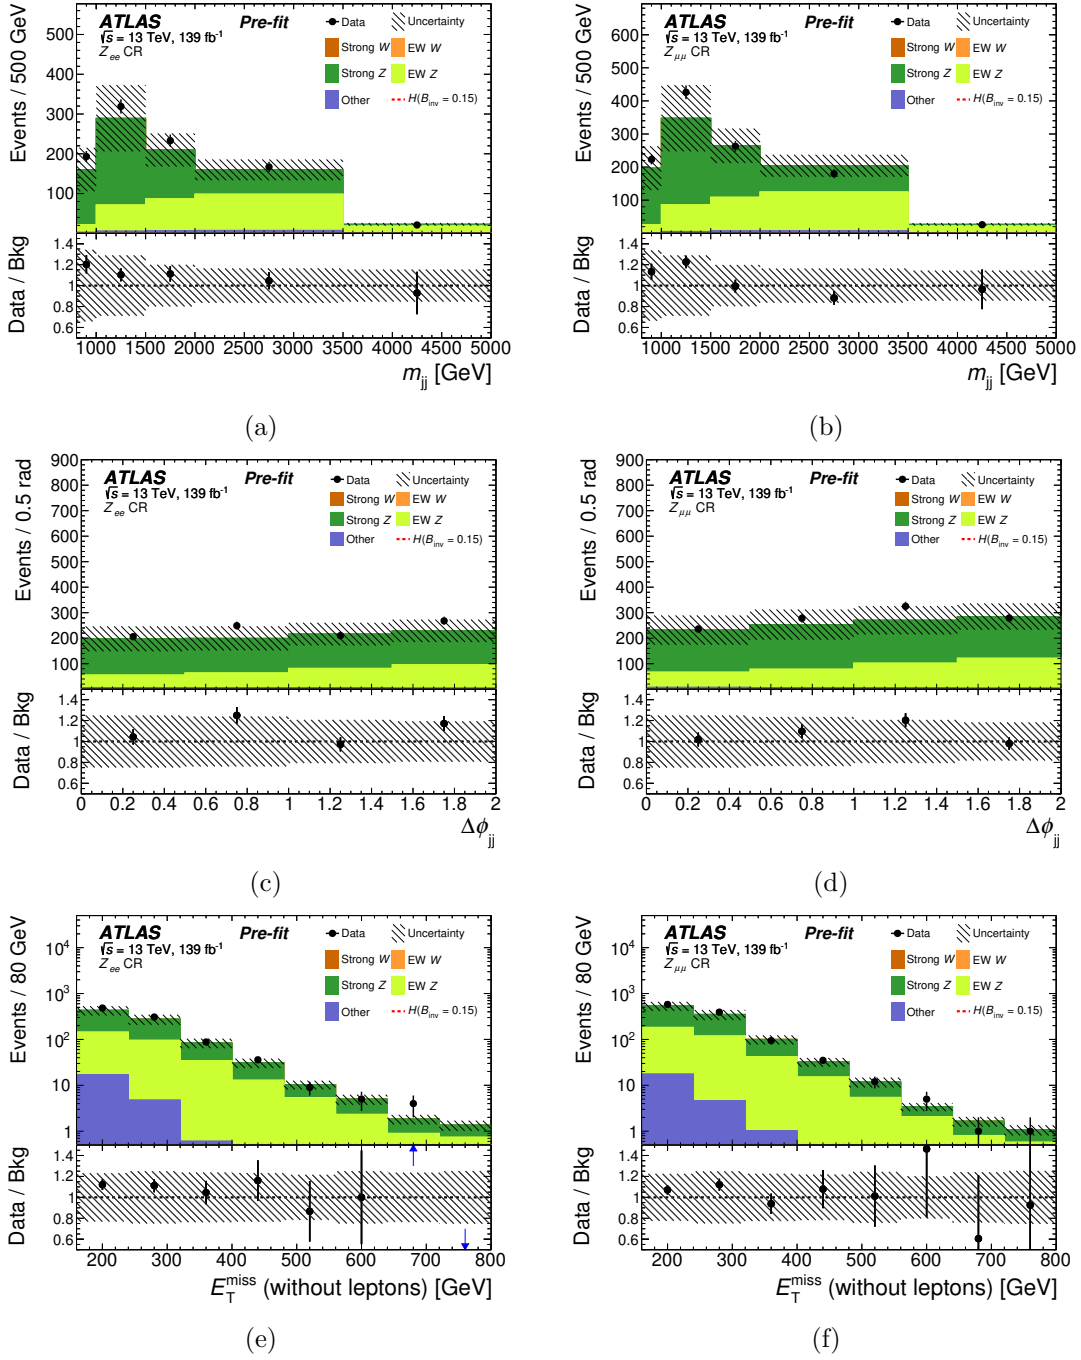 ATLAS Pre-fit
√s = 13 TeV, 139 fb⁻¹
Z_ee CR
Data Uncertainty
Strong W EW W
Strong Z EW Z
Other H(B_inv = 0.15)
Events / 500 GeV
500
400
300
200
100
Data / Bkg
1.4
1.2
1
0.8
0.6
1000 1500 2000 2500 3000 3500 4000 4500 5000
m_jj [GeV]
(a)
ATLAS Pre-fit
√s = 13 TeV, 139 fb⁻¹
Z_μμ CR
Data Uncertainty
Strong W EW W
Strong Z EW Z
Other H(B_inv = 0.15)
Events / 500 GeV
600
500
400
300
200
100
Data / Bkg
1.4
1.2
1
0.8
0.6
1000 1500 2000 2500 3000 3500 4000 4500 5000
m_jj [GeV]
(b)
ATLAS Pre-fit
√s = 13 TeV, 139 fb⁻¹
Z_ee CR
Data Uncertainty
Strong W EW W
Strong Z EW Z
Other H(B_inv = 0.15)
Events / 0.5 rad
900
800
700
600
500
400
300
200
100
Data / Bkg
1.4
1.2
1
0.8
0.6
0 0.2 0.4 0.6 0.8 1 1.2 1.4 1.6 1.8 2
Δϕ_jj
(c)
ATLAS Pre-fit
√s = 13 TeV, 139 fb⁻¹
Z_μμ CR
Data Uncertainty
Strong W EW W
Strong Z EW Z
Other H(B_inv = 0.15)
Events / 0.5 rad
900
800
700
600
500
400
300
200
100
Data / Bkg
1.4
1.2
1
0.8
0.6
0 0.2 0.4 0.6 0.8 1 1.2 1.4 1.6 1.8 2
Δϕ_jj
(d)
ATLAS Pre-fit
√s = 13 TeV, 139 fb⁻¹
Z_ee CR
Data Uncertainty
Strong W EW W
Strong Z EW Z
Other H(B_inv = 0.15)
Events / 80 GeV
10⁴
10³
10²
10
1
Data / Bkg
1.4
1.2
1
0.8
0.6
200 300 400 500 600 700 800
E_T^miss (without leptons) [GeV]
(e)
ATLAS Pre-fit
√s = 13 TeV, 139 fb⁻¹
Z_μμ CR
Data Uncertainty
Strong W EW W
Strong Z EW Z
Other H(B_inv = 0.15)
Events / 80 GeV
10⁴
10³
10²
10
1
Data / Bkg
1.4
1.2
1
0.8
0.6
200 300 400 500 600 700 800
E_T^miss (without leptons) [GeV]
(f)